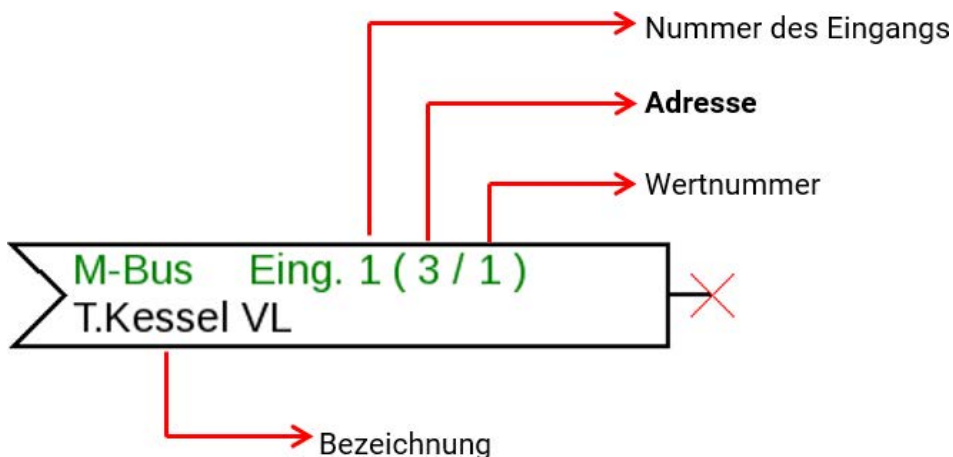 Nummer des Eingangs
Adresse
Wertnummer
M-Bus Eing. 1 ( 3 / 1 )
T.Kessel VL
Bezeichnung